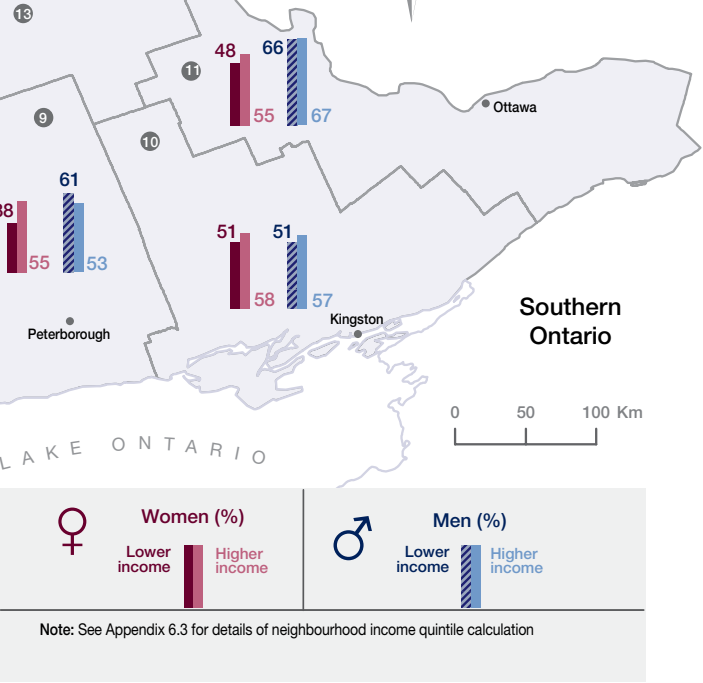 13
48
66
11
55
67
Ottawa
9
10
61
38
55
53
51
51
58
57
Peterborough
Kingston
Southern
Ontario
0 50 100 Km
LAKE ONTARIO
Women (%)
Lower
income
Higher
income
Men (%)
Lower
income
Higher
income
Note: See Appendix 6.3 for details of neighbourhood income quintile calculation